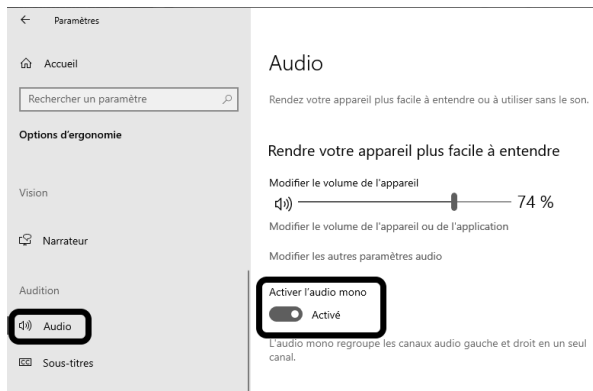 Paramètres
Accueil
Rechercher un paramètre
Options d'ergonomie
Vision
Narrateur
Audition
Audio
Sous-titres
Audio
Rendez votre appareil plus facile à entendre ou à utiliser sans le son.
Rendre votre appareil plus facile à entendre
Modifier le volume de l'appareil
74 %
Modifier le volume de l'appareil ou de l'application
Modifier les autres paramètres audio
Activer l'audio mono
Activé
L'audio mono regroupe les canaux audio gauche et droit en un seul
canal.